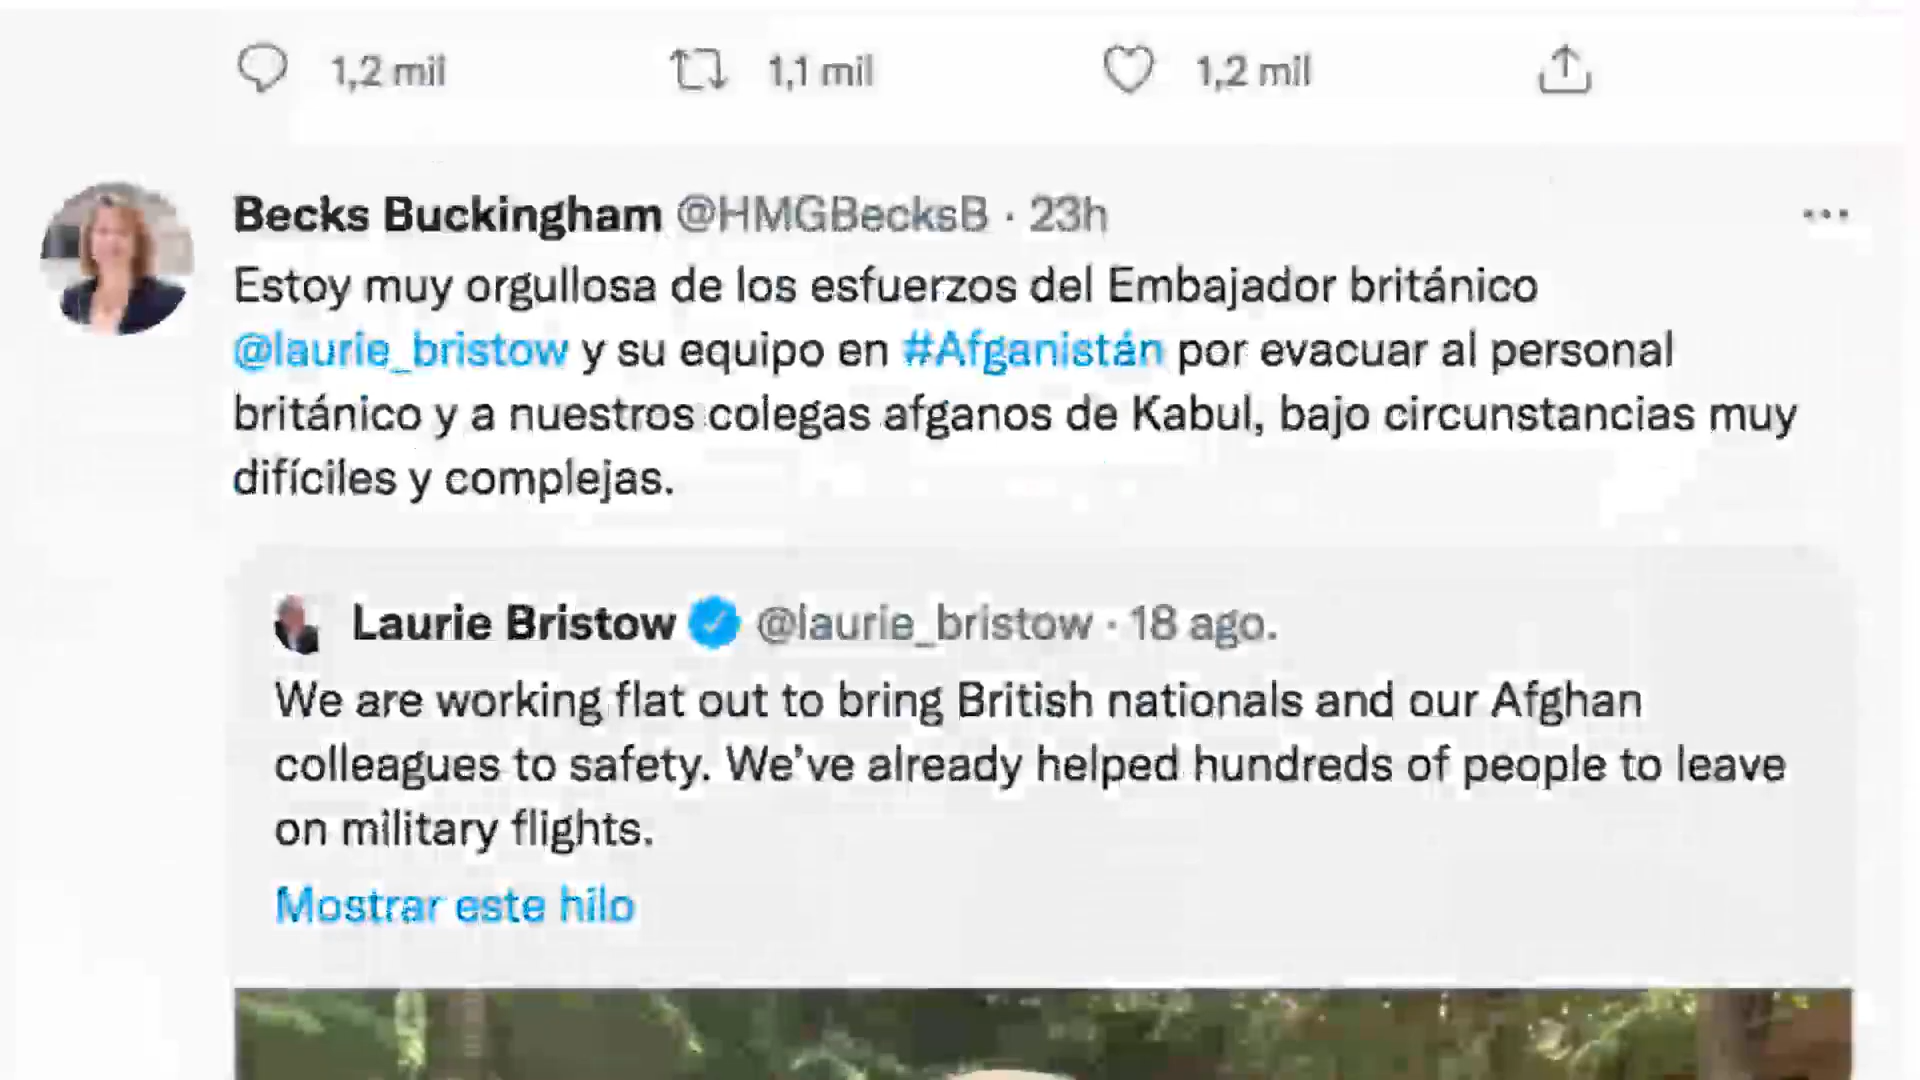 1,2 mil 1,1 mil 1,2 mil
Becks Buckingham @HMGBecksB · 23h
Estoy muy orgullosa de los esfuerzos del Embajador británico
@laurie_bristow y su equipo en #Afganistán por evacuar al personal
británico y a nuestros colegas afganos de Kabul, bajo circunstancias muy
difíciles y complejas.
Laurie Bristow @laurie_bristow · 18 ago.
We are working flat out to bring British nationals and our Afghan
colleagues to safety. We've already helped hundreds of people to leave
on military flights.
Mostrar este hilo